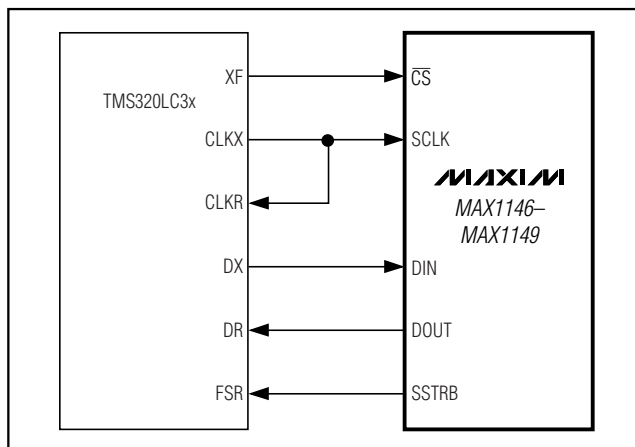 XF
CS
TMS320LC3x
CLKX
SCLK
MAXIM
CLKR
MAX1146–
MAX1149
DX
DIN
DR
DOUT
FSR
SSTRB